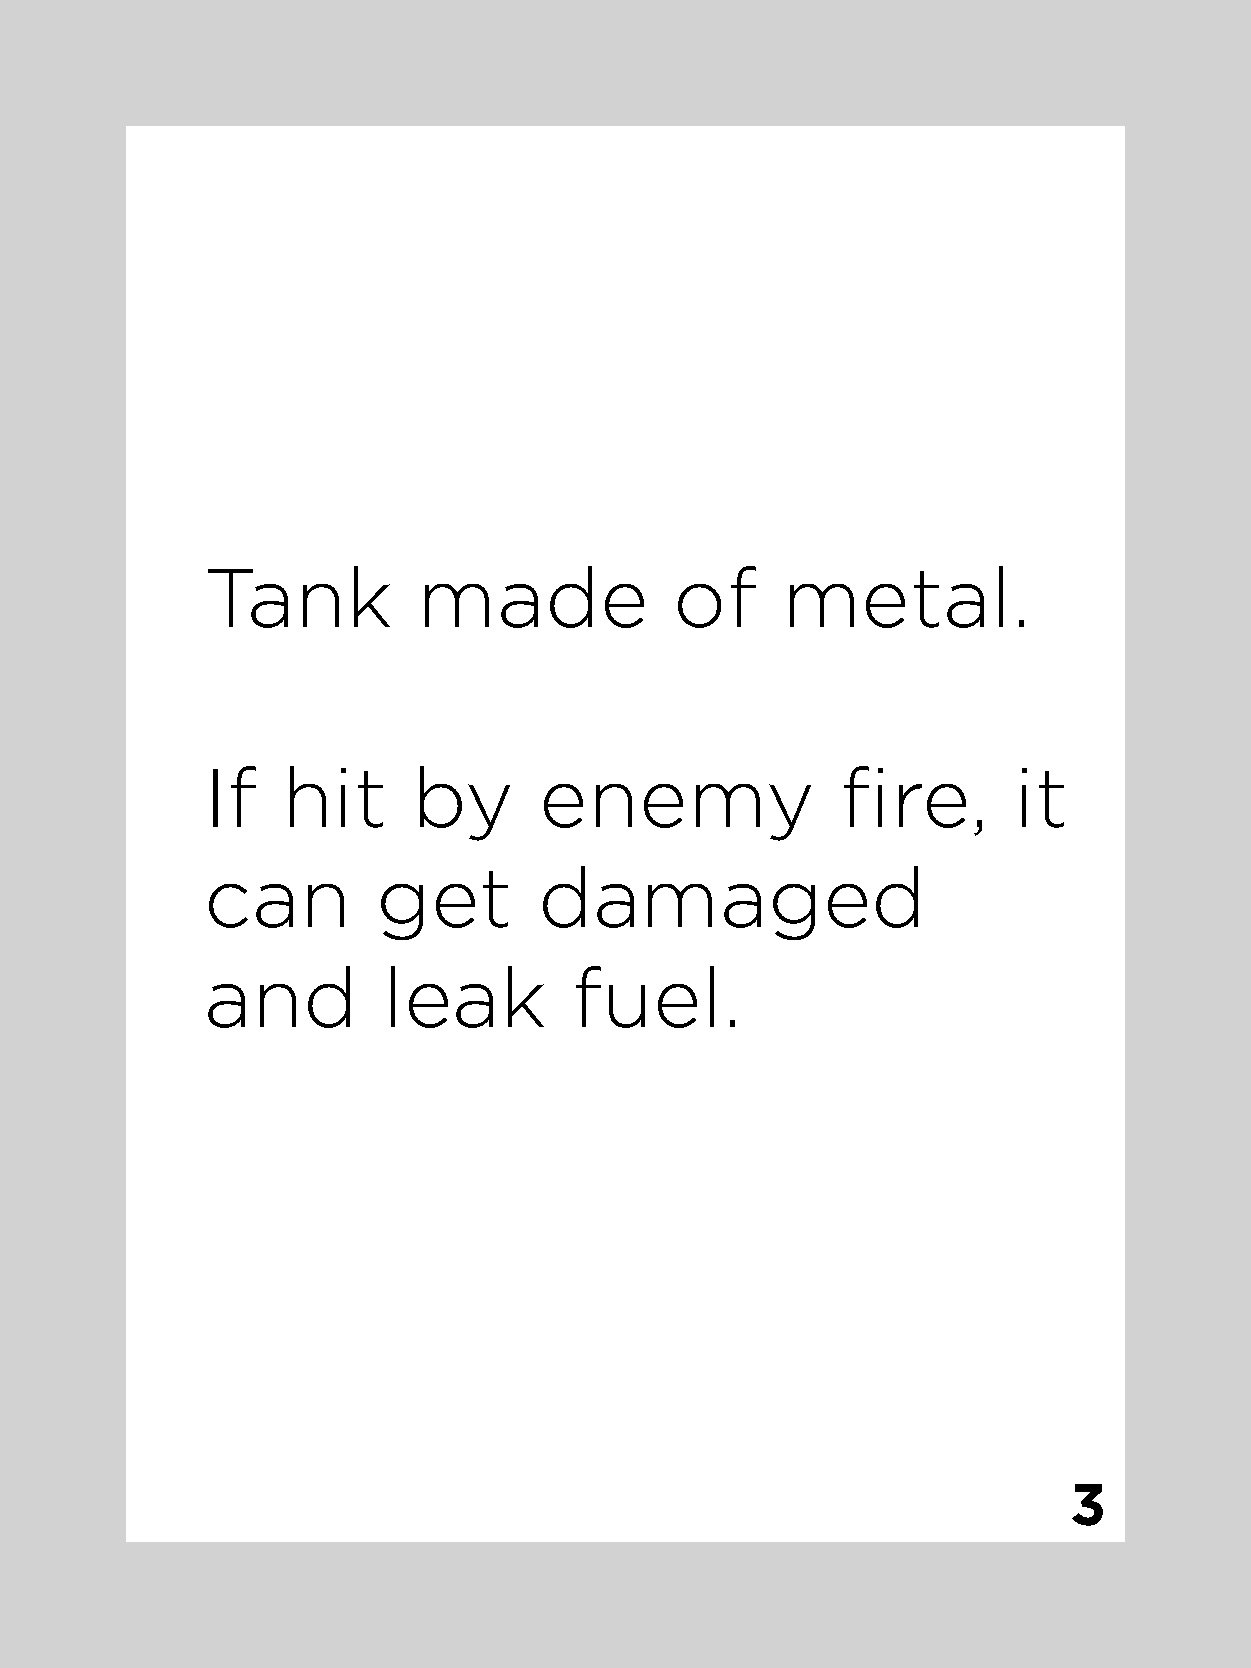 Tank made of metal.
If hit by enemy fire, it
can get damaged
and leak fuel.
3